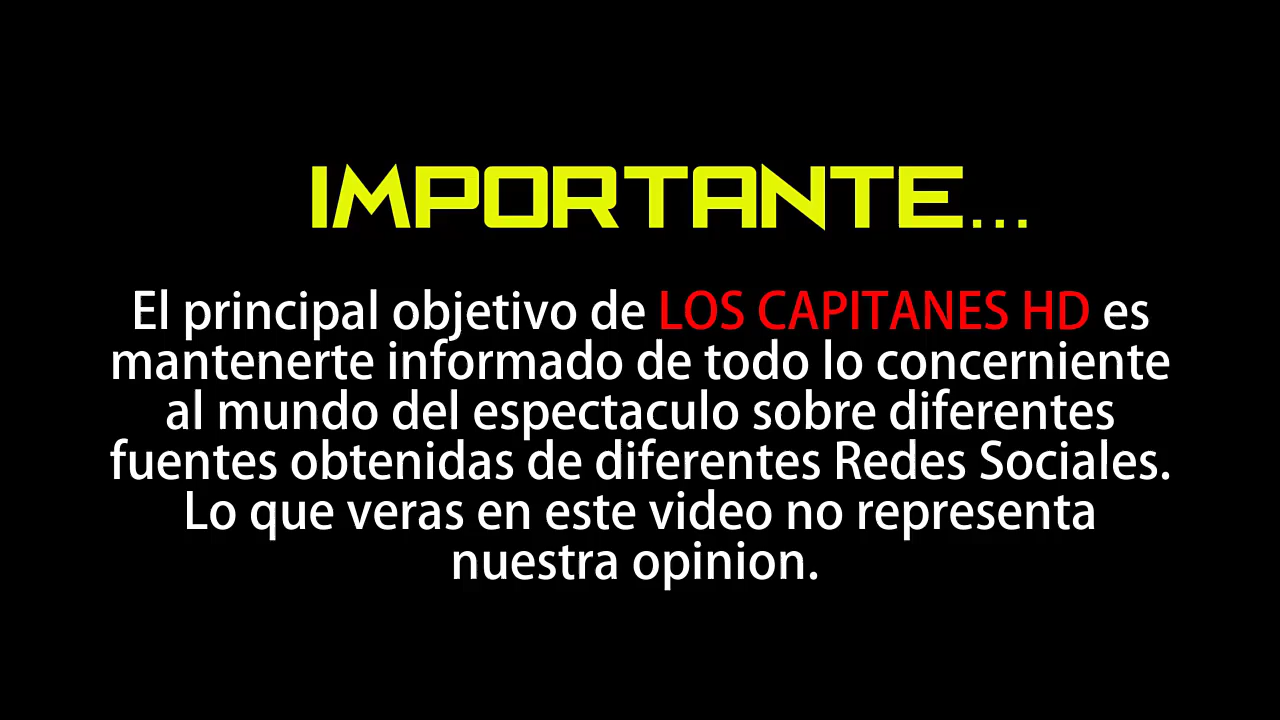 IMPORTANTE...
El principal objetivo de LOS CAPITANES HD es
mantenerte informado de todo lo concerniente
al mundo del espectaculo sobre diferentes
fuentes obtenidas de diferentes Redes Sociales.
Lo que veras en este video no representa
nuestra opinion.